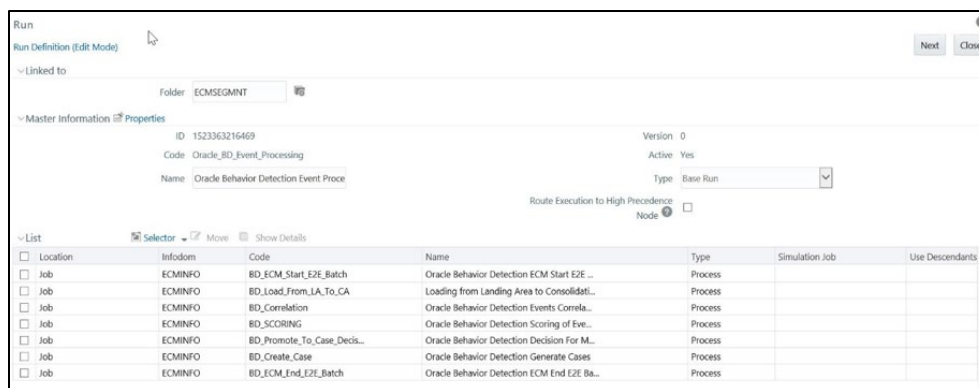 Run
Run Definition (Edit Mode)
Next Close
Linked to
Folder ECMSEGMNT
Master Information Properties
ID 1523363216469 Version 0
Code Oracle_BD_Event_Processing Active Yes
Name Oracle Behavior Detection Event Proce Type Base Run
Route Execution to High Precedence
Node ?
List Selector Move Show Details
Location Infodom Code Name Type Simulation Job Use Descendants
Job ECMINFO BD_ECM_Start_E2E_Batch Oracle Behavior Detection ECM Start E2E ... Process
Job ECMINFO BD_Load_From_LA_To_CA Loading from Landing Area to Consolidati... Process
Job ECMINFO BD_Correlation Oracle Behavior Detection Events Correla... Process
Job ECMINFO BD_SCORING Oracle Behavior Detection Scoring of Eve... Process
Job ECMINFO BD_Promote_To_Case_Decis... Oracle Behavior Detection Decision For M... Process
Job ECMINFO BD_Create_Case Oracle Behavior Detection Generate Cases Process
Job ECMINFO BD_ECM_End_E2E_Batch Oracle Behavior Detection ECM End E2E Ba... Process